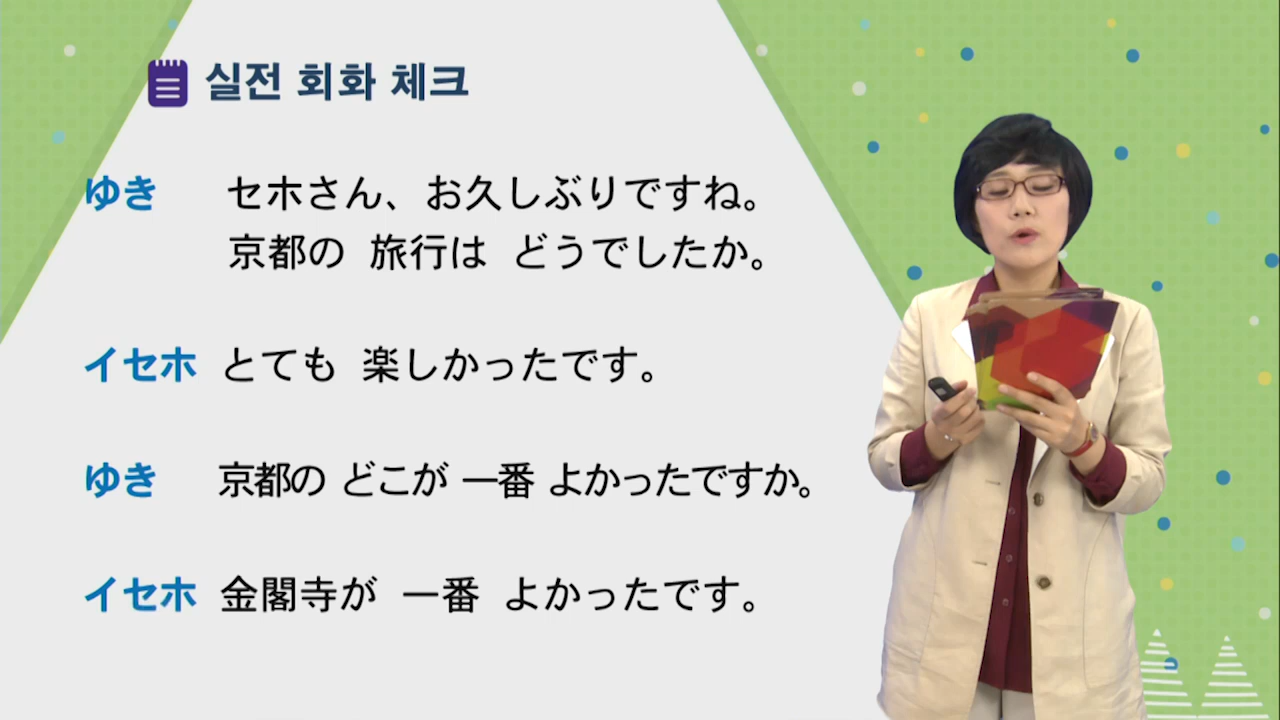 실전 회화 체크
ゆき セホさん、お久しぶりですね。
京都の 旅行は どうでしたか。
イセホ とても 楽しかったです。
ゆき 京都の どこが 一番 よかったですか。
イセホ 金閣寺が 一番 よかったです。